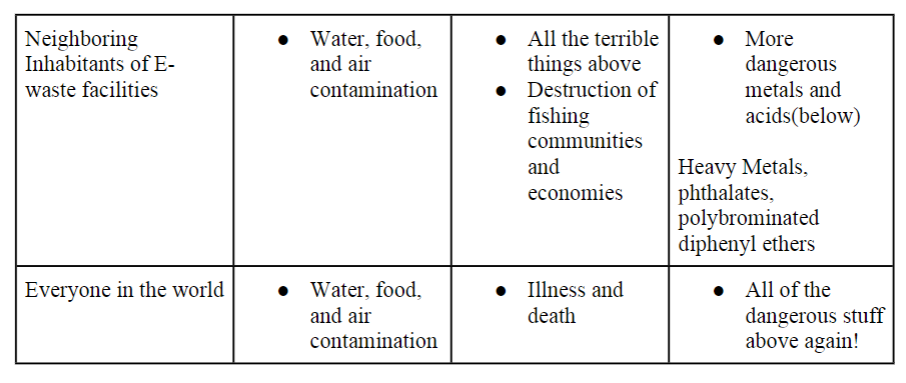 Neighboring
Inhabitants of E-
waste facilities
● Water, food,
and air
contamination
● All the terrible
things above
● Destruction of
fishing
communities
and
economies
● More
dangerous
metals and
acids(below)
Heavy Metals,
phthalates,
polybrominated
diphenyl ethers
Everyone in the world
● Water, food,
and air
contamination
● Illness and
death
● All of the
dangerous stuff
above again!